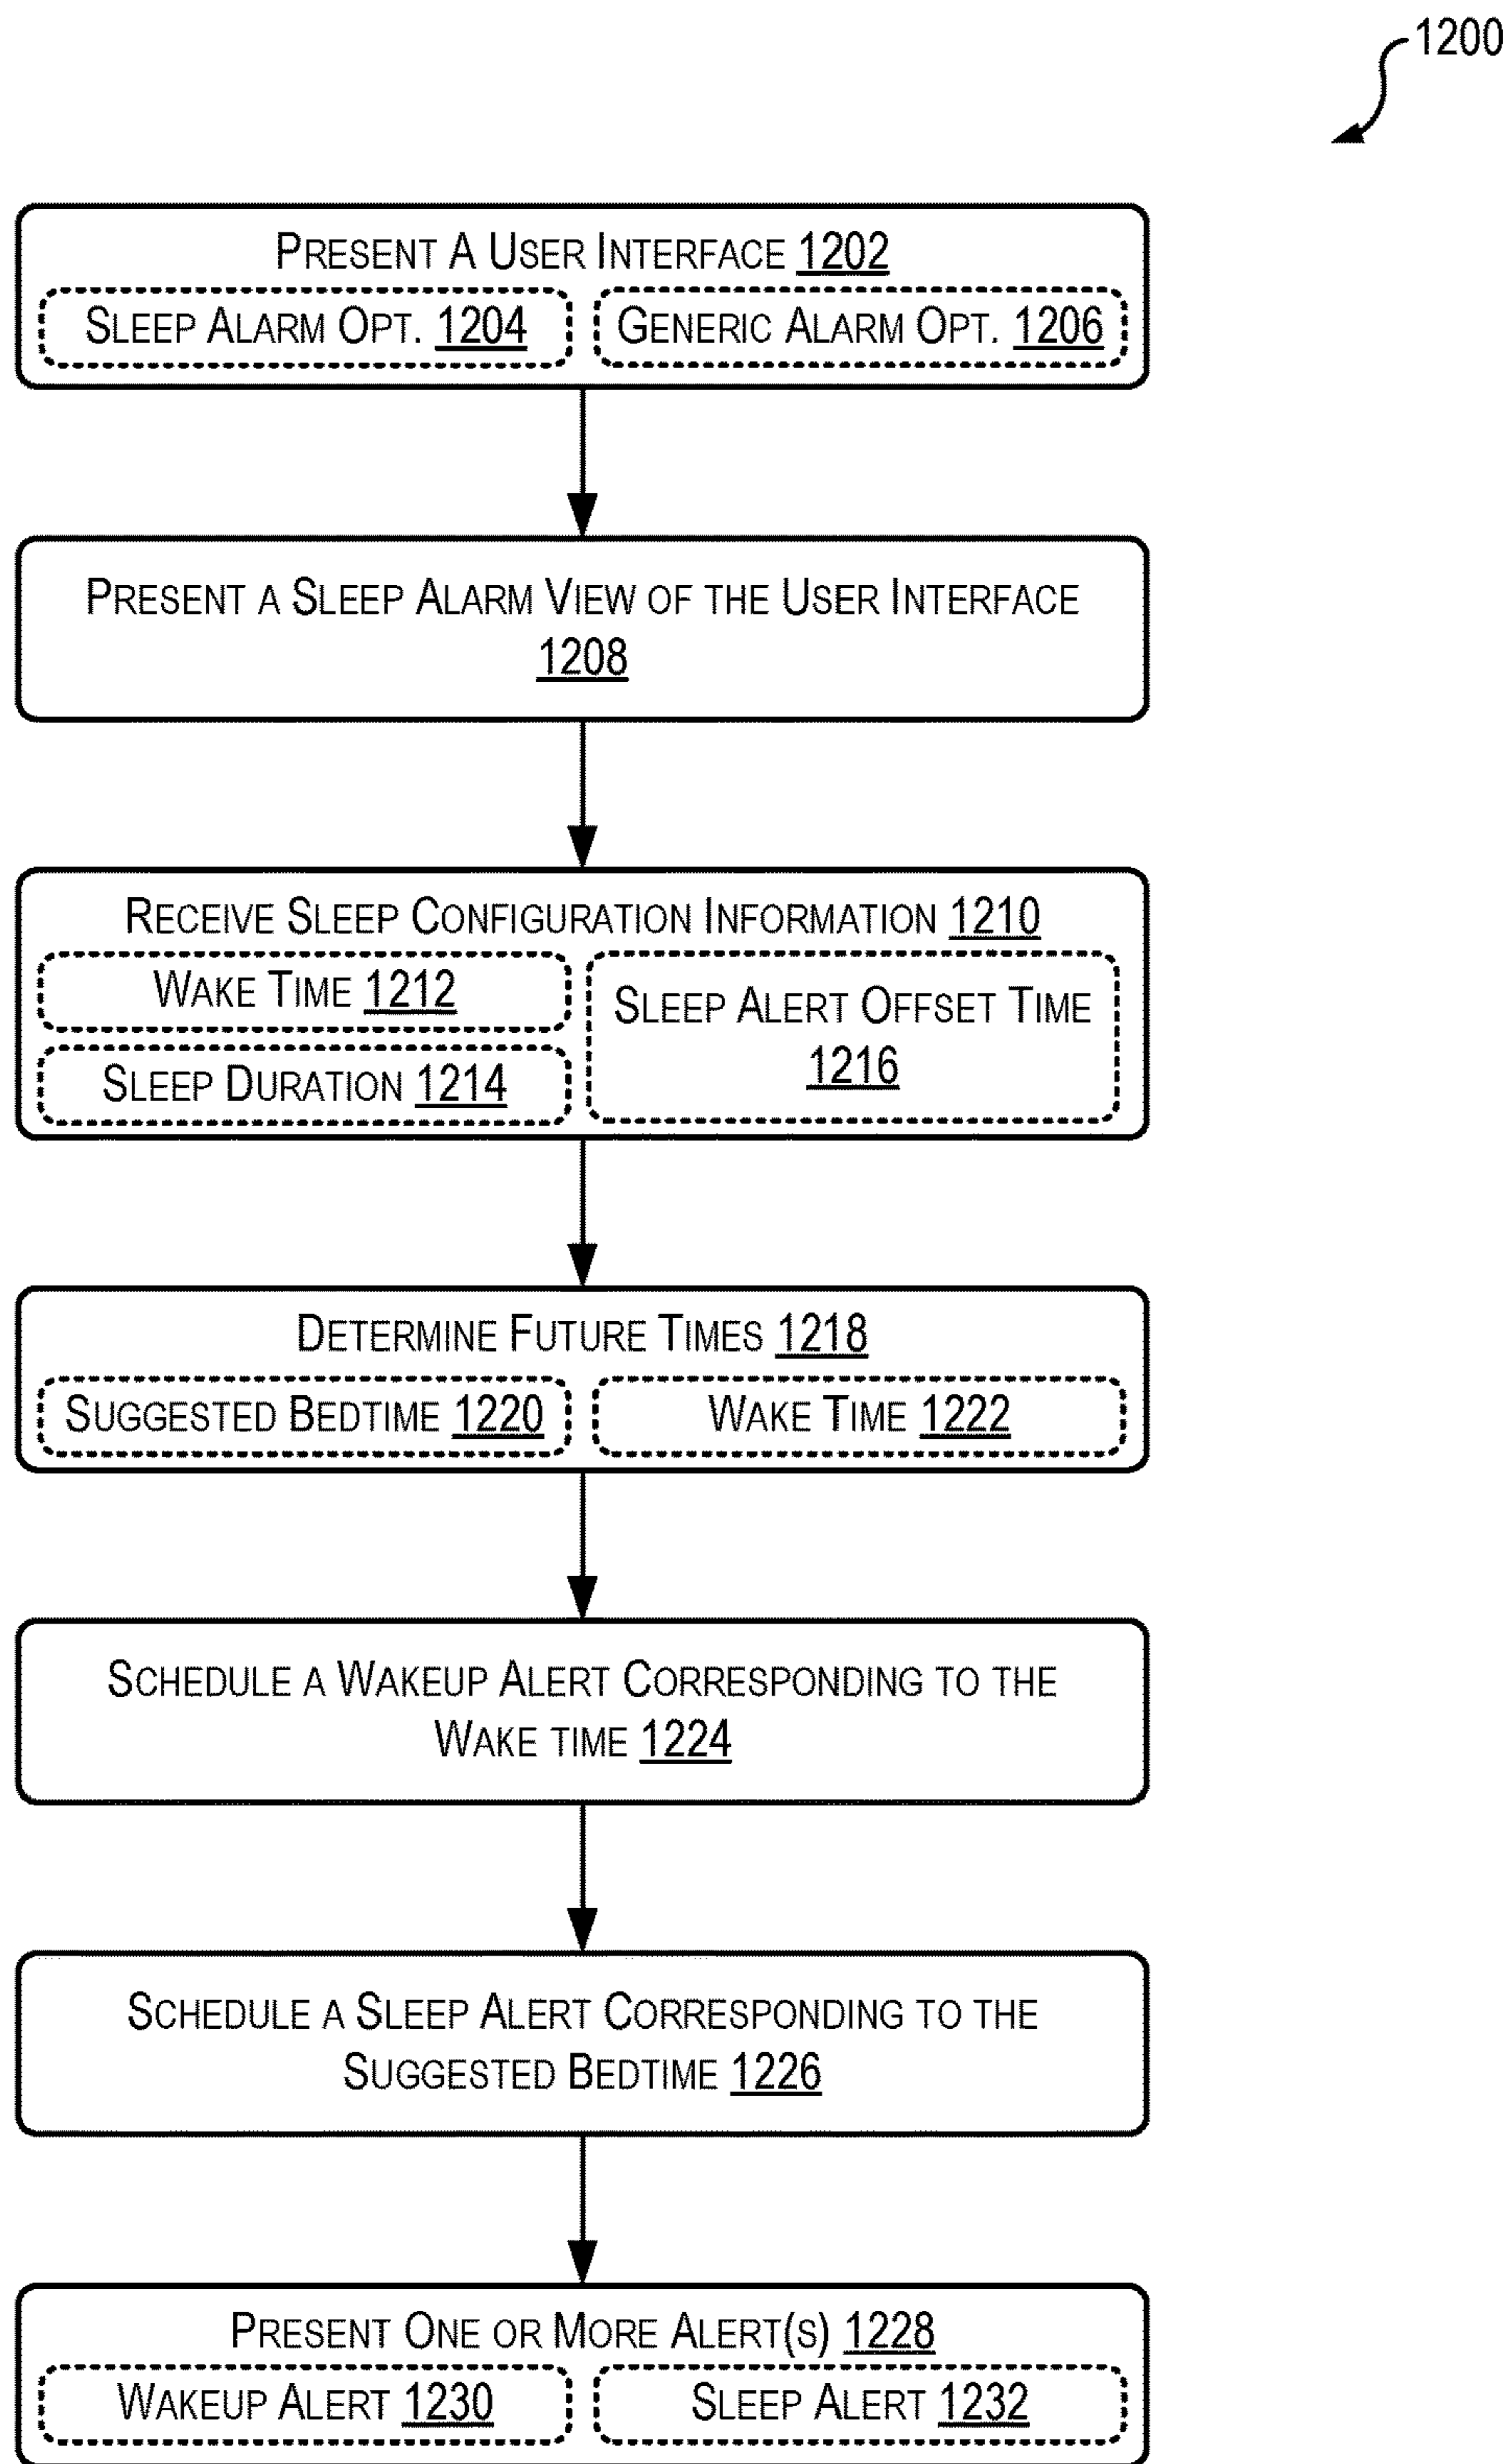 1200
PRESENT A USER INTERFACE 1202
SLEEP ALARM OPT. 1204
GENERIC ALARM OPT. 1206
PRESENT A SLEEP ALARM VIEW OF THE USER INTERFACE
1208
RECEIVE SLEEP CONFIGURATION INFORMATION 1210
WAKE TIME 1212
SLEEP DURATION 1214
SLEEP ALERT OFFSET TIME
1216
DETERMINE FUTURE TIMES 1218
SUGGESTED BEDTIME 1220
WAKE TIME 1222
SCHEDULE A WAKEUP ALERT CORRESPONDING TO THE
WAKE TIME 1224
SCHEDULE A SLEEP ALERT CORRESPONDING TO THE
SUGGESTED BEDTIME 1226
PRESENT ONE OR MORE ALERT(S) 1228
WAKEUP ALERT 1230
SLEEP ALERT 1232